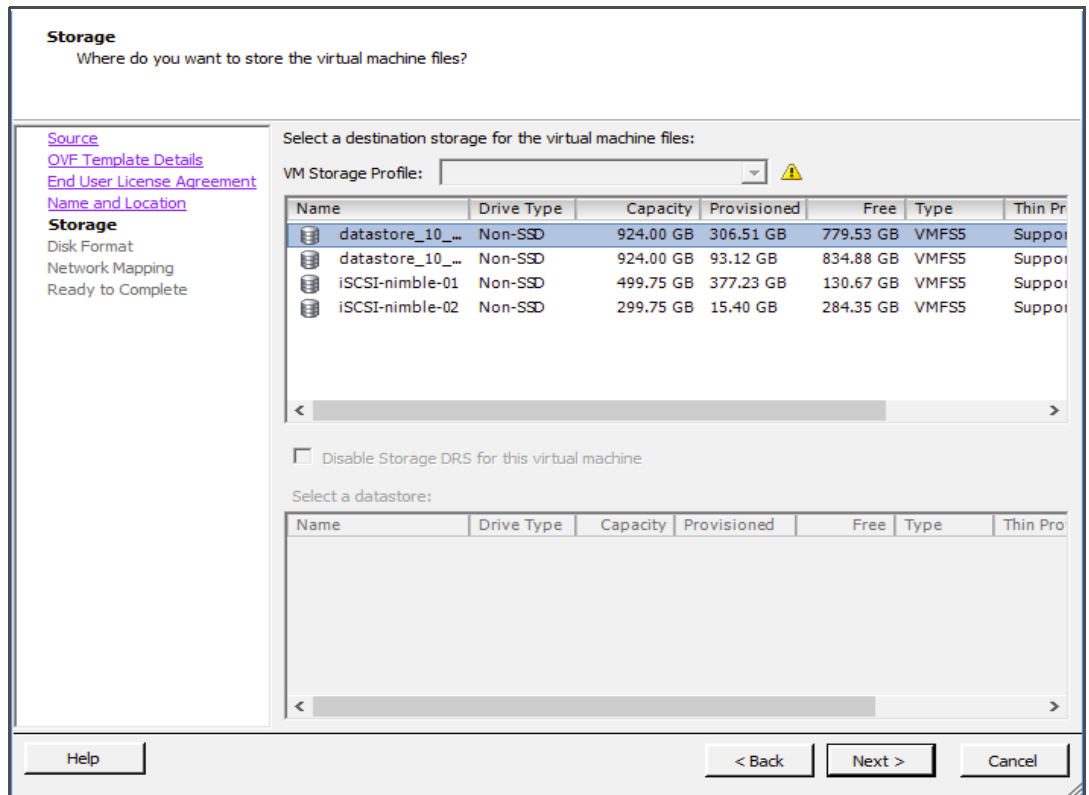 Storage
Where do you want to store the virtual machine files?
Source
OVF Template Details
End User License Agreement
Name and Location
Storage
Disk Format
Network Mapping
Ready to Complete
Select a destination storage for the virtual machine files:
VM Storage Profile:
Name Drive Type Capacity Provisioned Free Type Thin Pr
datastore_10_... Non-SSD 924.00 GB 306.51 GB 779.53 GB VMFS5 Suppor
datastore_10_... Non-SSD 924.00 GB 93.12 GB 834.88 GB VMFS5 Suppor
iSCSI-nimble-01 Non-SSD 499.75 GB 377.23 GB 130.67 GB VMFS5 Suppor
iSCSI-nimble-02 Non-SSD 299.75 GB 15.40 GB 284.35 GB VMFS5 Suppor
Disable Storage DRS for this virtual machine
Select a datastore:
Name Drive Type Capacity Provisioned Free Type Thin Pro
Help
< Back
Next >
Cancel